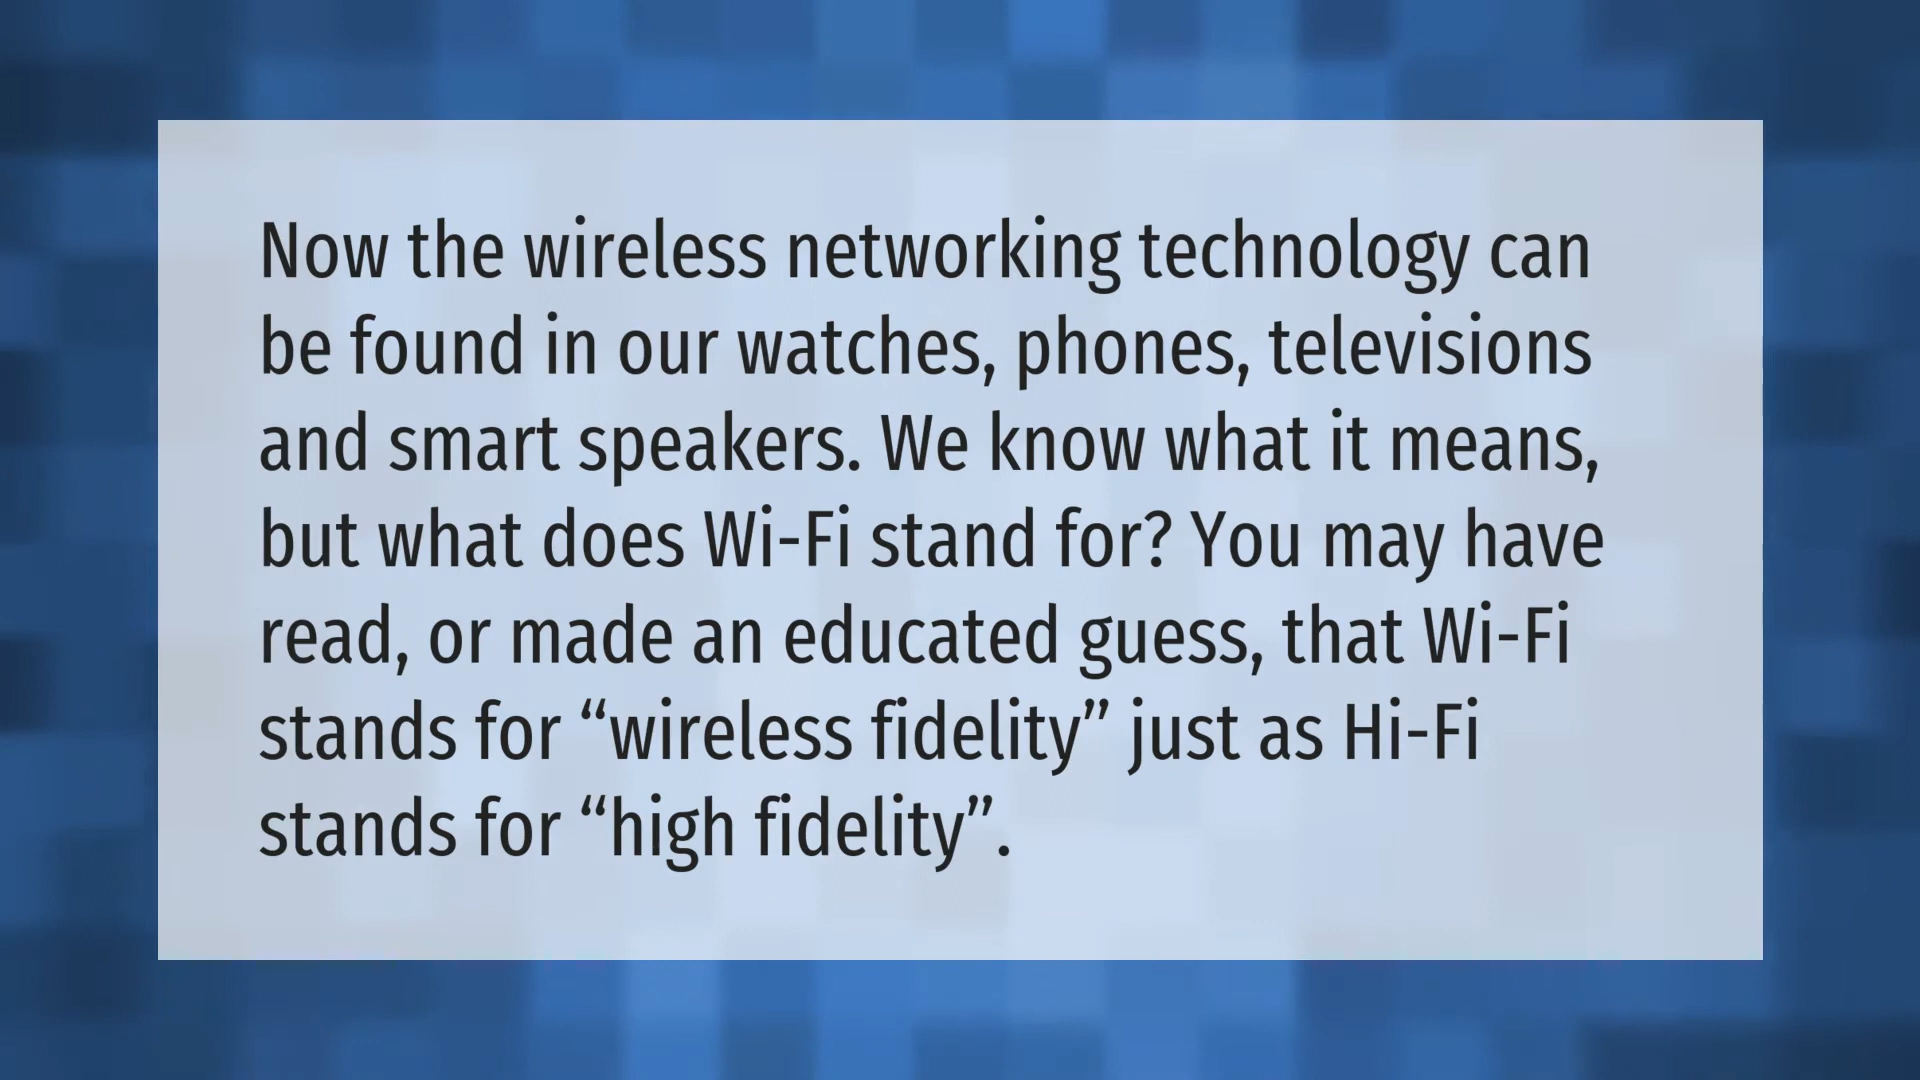 Now the wireless networking technology can
be found in our watches, phones, televisions
and smart speakers. We know what it means,
but what does Wi-Fi stand for? You may have
read, or made an educated guess, that Wi-Fi
stands for “wireless fidelity” just as Hi-Fi
stands for “high fidelity”.